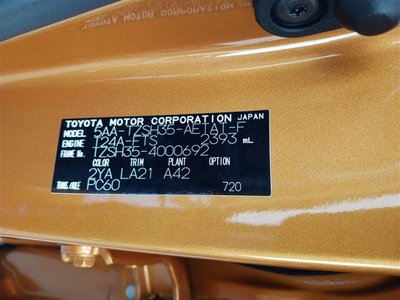 TOYOTA MOTOR CORPORATION JAPAN
MODEL 5AA-TZSH35-AETAT-F
ENGINE T24A-FTS 2393 mL
FRAME No. TZSH35-4000692
COLOR TRIM PLANT OPTION
2YA LA21 A42
TRANS./AXLE PC60 720